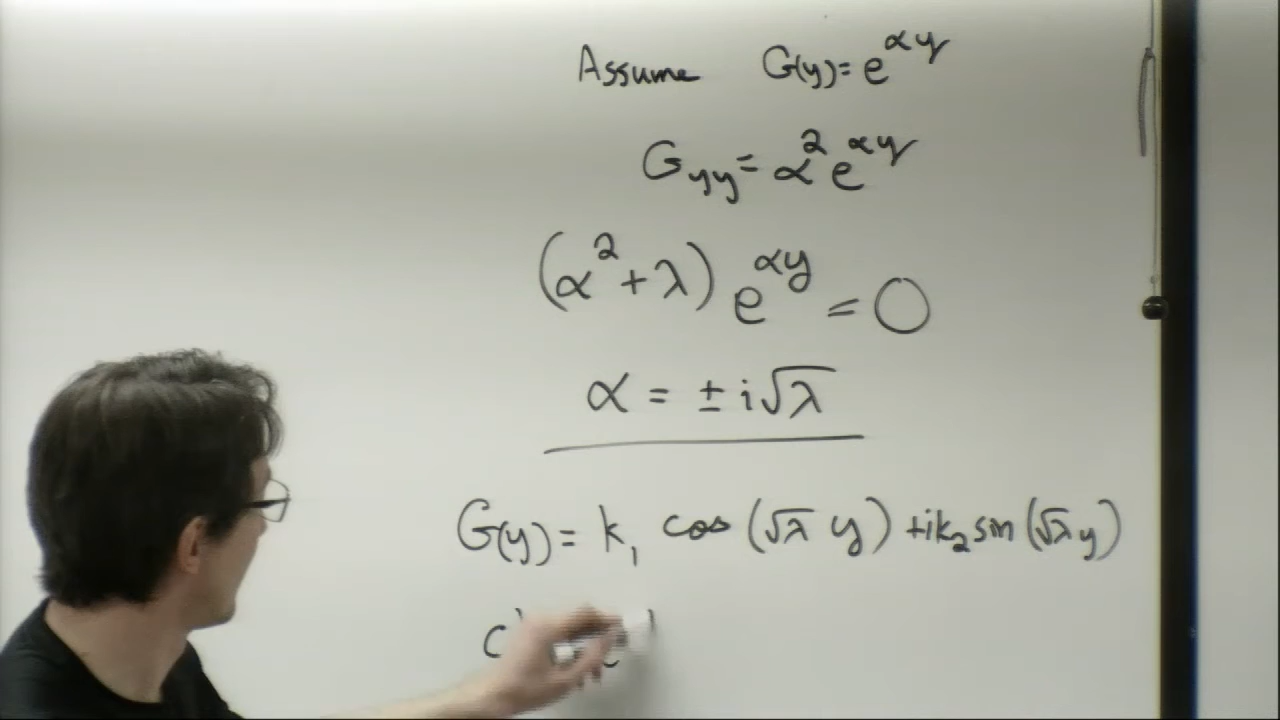 Assume G(y)= e^αy
G_yy = α^2 e^αy
(α^2 + λ) e^αy = 0
α = ± i√λ
G(y) = k_1 cos (√λ y) + ik_2 sin (√λ y)